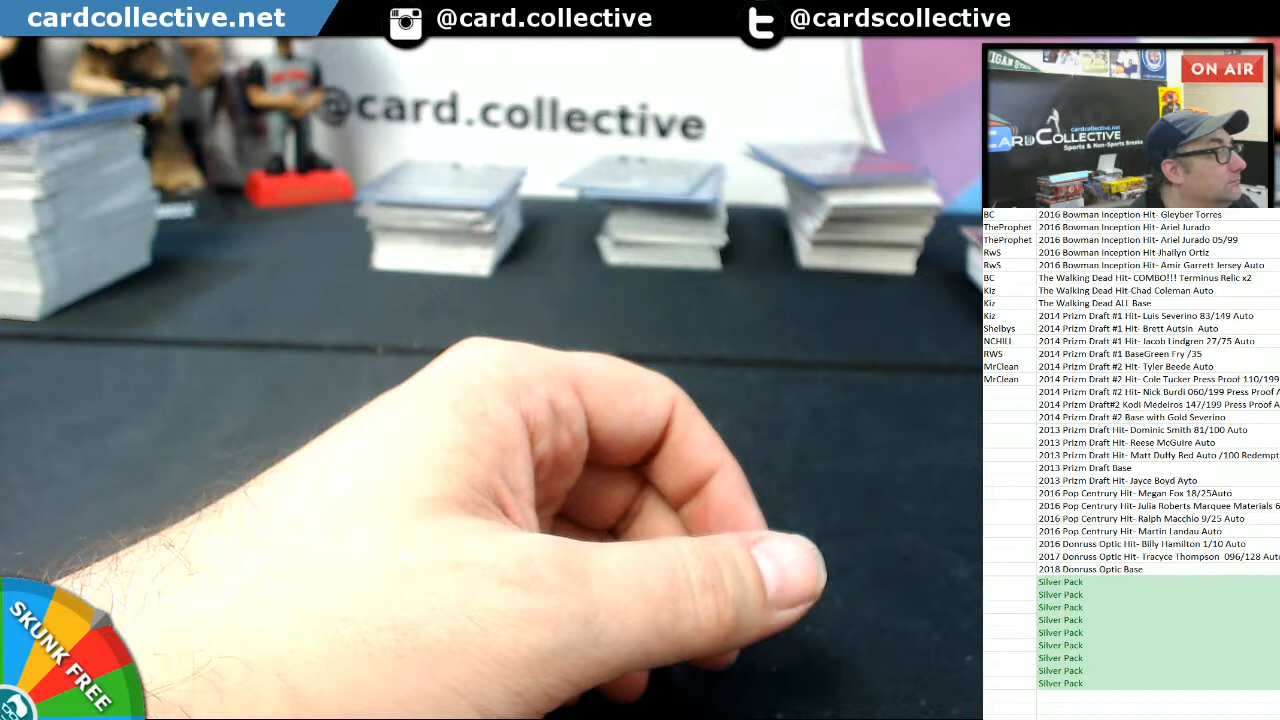 cardcollective.net
@card.collective
@cardscollective
@card.collective
ON AIR
cardcollective.net
CARD COLLECTIVE
Sports & Non-Sports Breaks
BC 2016 Bowman Inception Hit- Gleyber Torres
TheProphet 2016 Bowman Inception Hit- Ariel Jurado
TheProphet 2016 Bowman Inception Hit- Ariel Jurado 05/99
RwS 2016 Bowman Inception Hit-Jhailyn Ortiz
RwS 2016 Bowman Inception Hit- Amir Garrett Jersey Auto
BC The Walking Dead Hit- COMBO!!! Terminus Relic x2
Kiz The Walking Dead Hit-Chad Coleman Auto
Kiz The Walking Dead ALL Base
Kiz 2014 Prizm Draft #1 Hit- Luis Severino 83/149 Auto
Shelbys 2014 Prizm Draft #1 Hit- Brett Autsin Auto
NCHILL 2014 Prizm Draft #1 Hit- Jacob Lindgren 27/75 Auto
RWS 2014 Prizm Draft #1 BaseGreen Fry /35
MrClean 2014 Prizm Draft #2 Hit- Tyler Beede Auto
MrClean 2014 Prizm Draft #2 Hit- Cole Tucker Press Proof 110/199
2014 Prizm Draft #2 Hit- Nick Burdi 060/199 Press Proof A
2014 Prizm Draft#2 Kodi Medeiros 147/199 Press Proof A
2014 Prizm Draft #2 Base with Gold Severino
2013 Prizm Draft Hit- Dominic Smith 81/100 Auto
2013 Prizm Draft Hit- Reese McGuire Auto
2013 Prizm Draft Hit- Matt Duffy Red Auto /100 Redempt
2013 Prizm Draft Base
2013 Prizm Draft Hit- Jayce Boyd Ayto
2016 Pop Centrury Hit- Megan Fox 18/25Auto
2016 Pop Centrury Hit- Julia Roberts Marquee Materials 6
2016 Pop Centrury Hit- Ralph Macchio 9/25 Auto
2016 Pop Centrury Hit- Martin Landau Auto
2016 Donruss Optic Hit- Billy Hamilton 1/10 Auto
2017 Donruss Optic Hit- Tracyce Thompson 096/128 Aut
2018 Donruss Optic Base
Silver Pack
Silver Pack
Silver Pack
Silver Pack
Silver Pack
Silver Pack
Silver Pack
Silver Pack
Silver Pack
SKUNK FREE